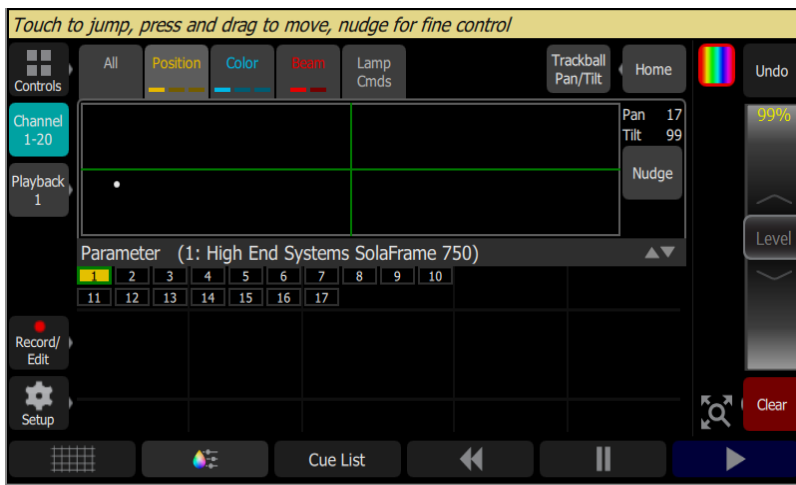 Touch to jump, press and drag to move, nudge for fine control
Controls
All
Position
Color
Beam
Lamp
Cmds
Trackball
Pan/Tilt
Home
Undo
Channel
1-20
Pan 17
Tilt 99
99%
Playback
1
Nudge
Level
Parameter (1: High End Systems SolaFrame 750)
1 2 3 4 5 6 7 8 9 10
11 12 13 14 15 16 17
Record/
Edit
Setup
Clear
Cue List